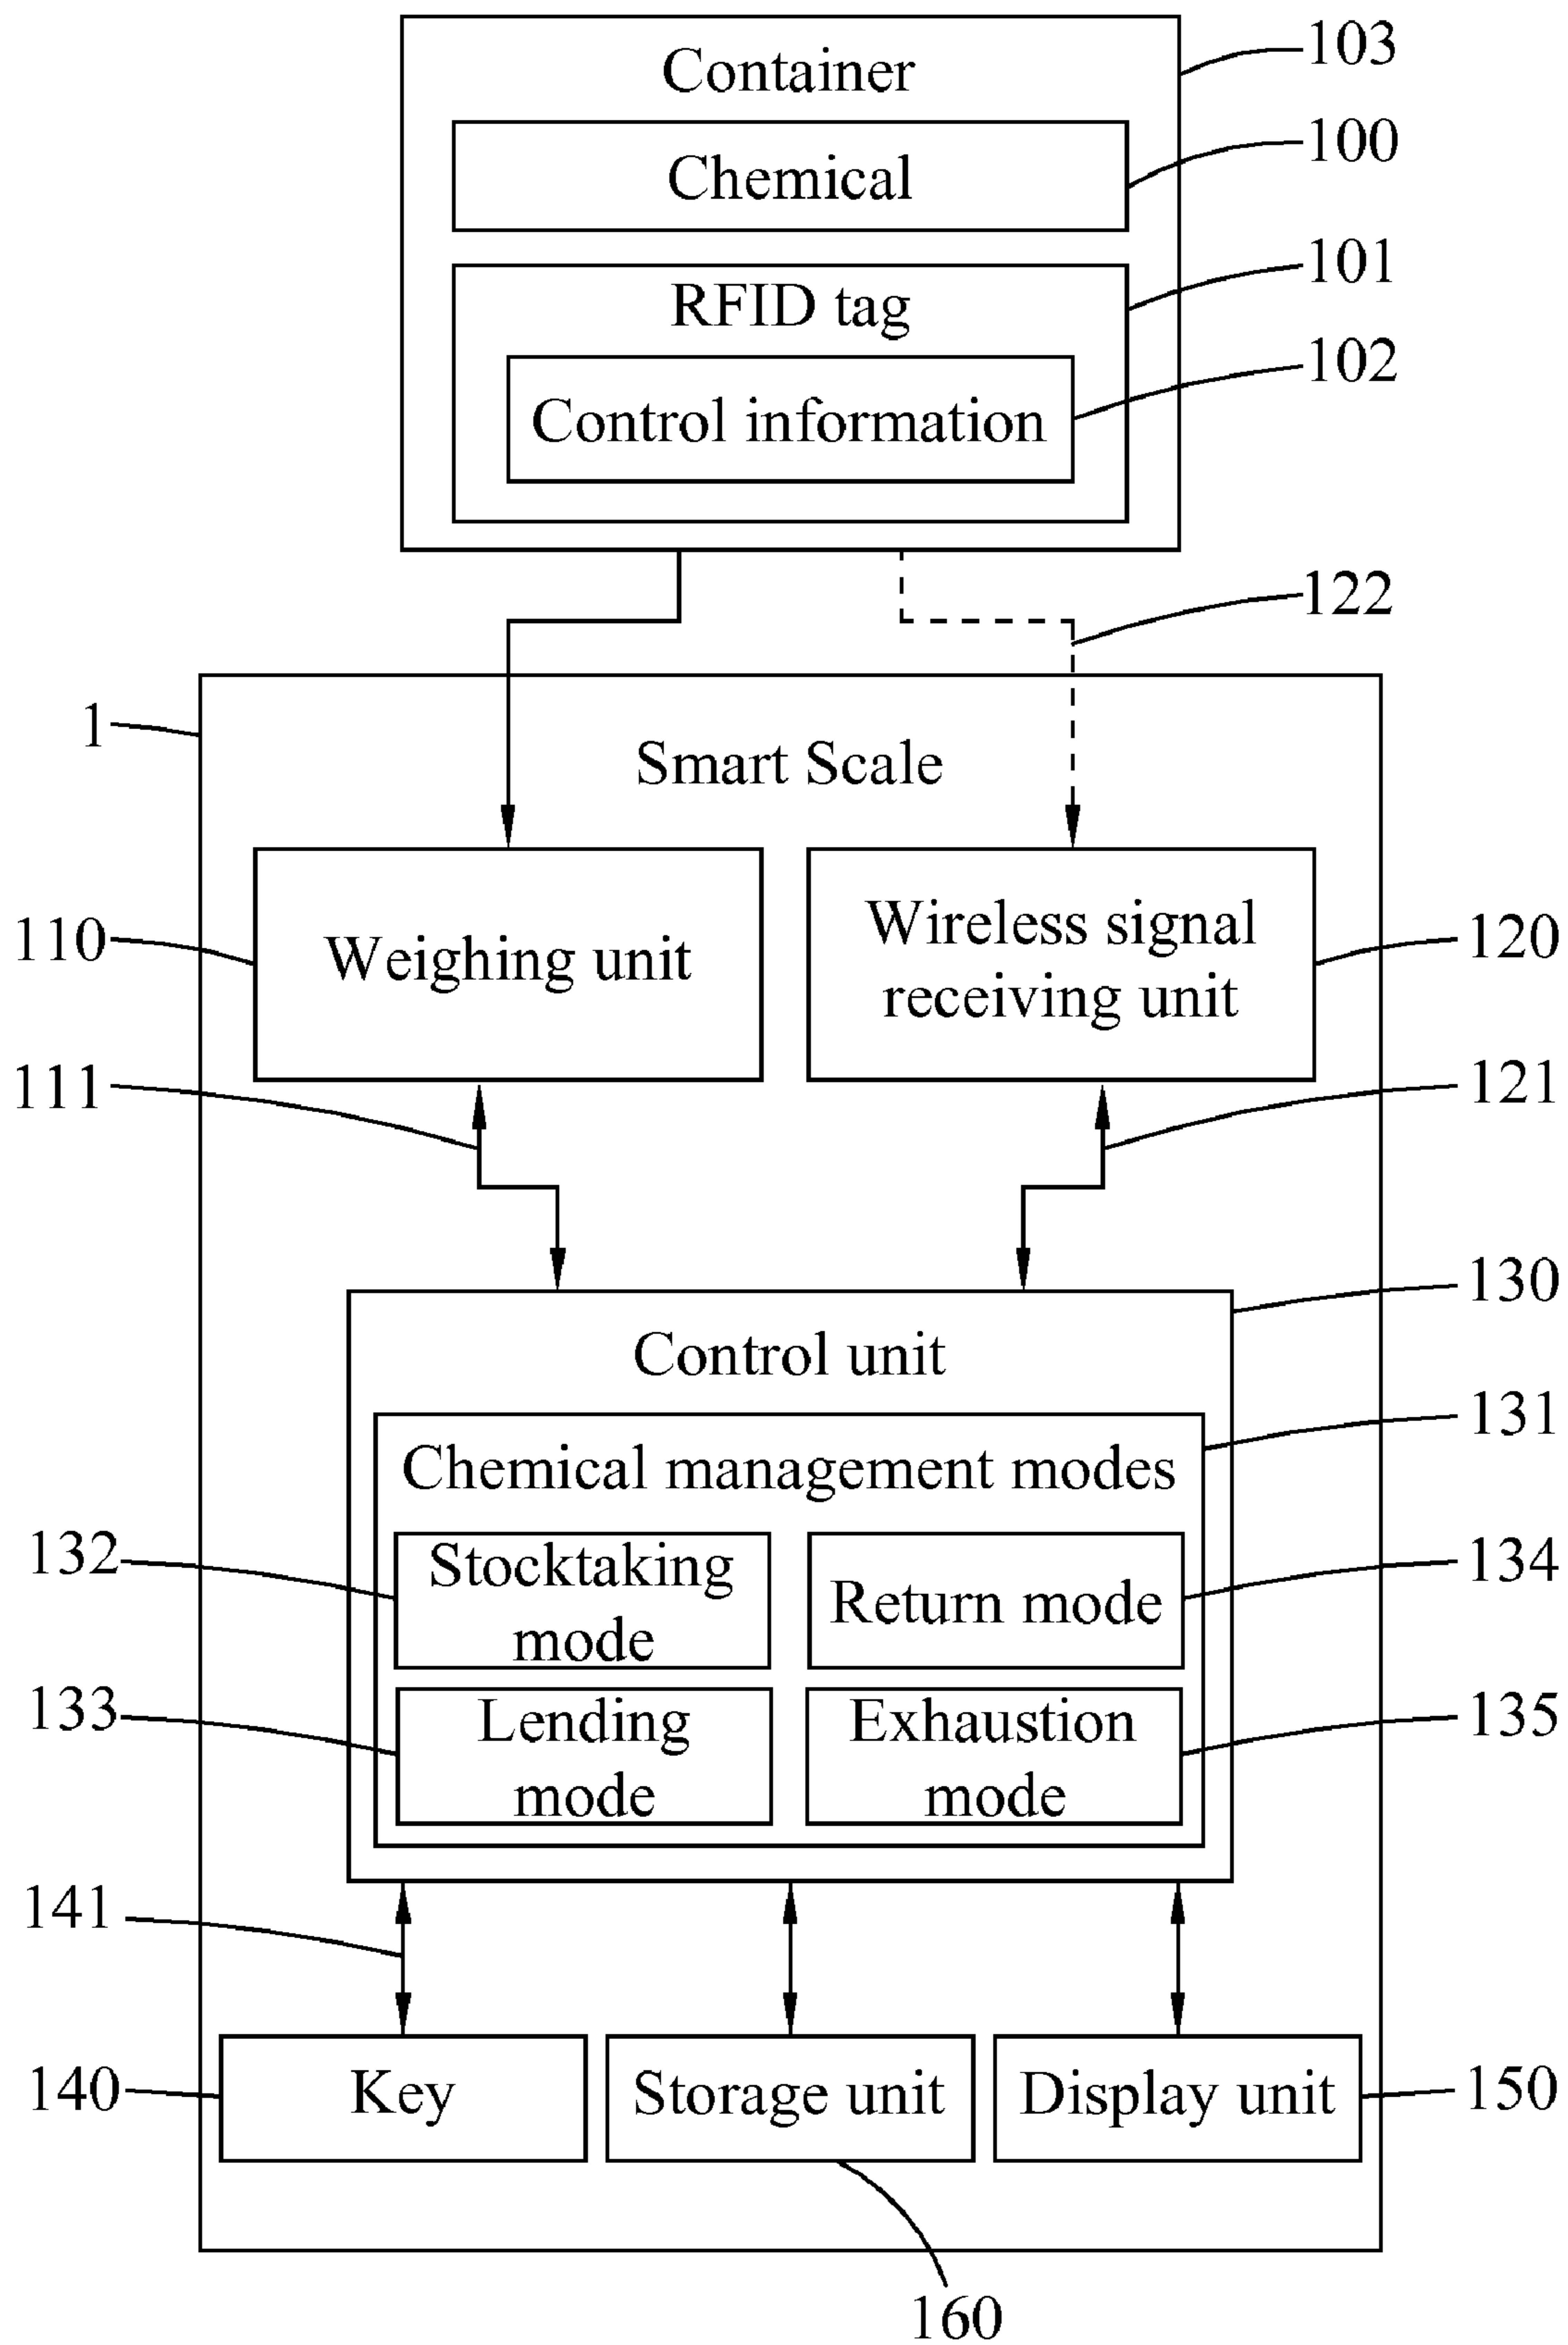 Container
103
Chemical
100
RFID tag
101
Control information
102
122
1
Smart Scale
110
Weighing unit
Wireless signal
receiving unit
120
111
121
130
Control unit
131
Chemical management modes
132
Stocktaking
mode
Return mode
134
133
Lending
mode
Exhaustion
mode
135
141
140
Key
Storage unit
Display unit
150
160